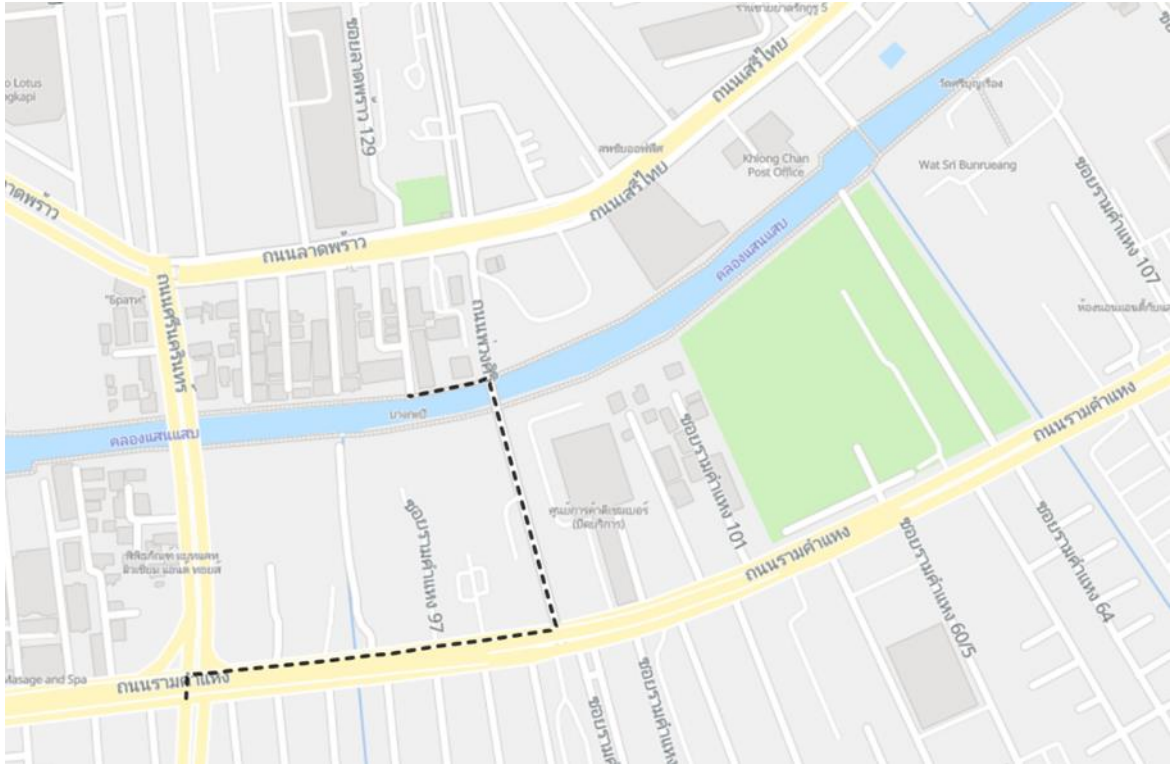 ถนนเสรีไทย
o Lotus
ngkapi
ซอยลาดพร้าว 129
วัดศรีบุญเรือง
Khlong Chan
Post Office
Wat Sri Bunrueang
ถนนเสรีไทย
ซอยรามคำแหง 107
ถนนลาดพร้าว
คลองแสนแสบ
"Брати"
ถนนศรีนครินทร์
บางกะปิ
คลองแสนแสบ
ซอยรามคำแหง 101
ถนนรามคำแหง
ซอยรามคำแหง 97
ถนนรามคำแหง
ซอยรามคำแหง 64
ซอยรามคำแหง 60/5
Masage and Spa
ถนนรามคำแหง